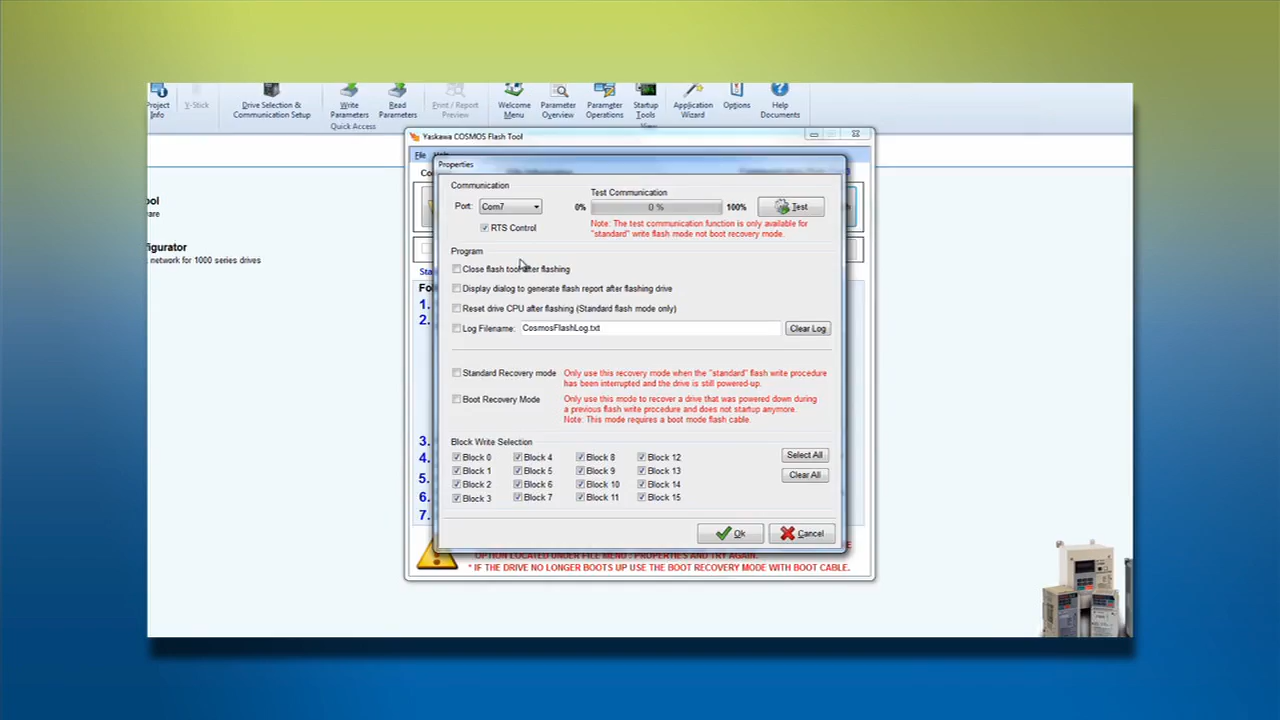 Project Info
Y-Stick
Drive Selection & Communication Setup
Write Parameters
Read Parameters
Quick Access
Print / Report Preview
Welcome Menu
Parameter Overview
Parameter Operations
Startup Tools
View
Application Wizard
Options
Help Documents
Yaskawa COSMOS Flash Tool
File Help
Properties
Communication
Port: Com7
RTS Control
Test Communication
0% 0 % 100%
Test
Note: The test communication function is only available for
"standard" write flash mode not boot recovery mode.
Program
Close flash tool after flashing
Display dialog to generate flash report after flashing drive
Reset drive CPU after flashing (Standard flash mode only)
Log Filename: CosmosFlashLog.txt Clear Log
Standard Recovery mode
Only use this recovery mode when the "standard" flash write procedure
has been interrupted and the drive is still powered-up.
Boot Recovery Mode
Only use this mode to recover a drive that was powered down during
a previous flash write procedure and does not startup anymore.
Note: This mode requires a boot mode flash cable.
Block Write Selection
Block 0 Block 4 Block 8 Block 12
Block 1 Block 5 Block 9 Block 13
Block 2 Block 6 Block 10 Block 14
Block 3 Block 7 Block 11 Block 15
Select All
Clear All
Ok Cancel
ool
ware
igurator
network for 1000 series drives
1.
2.
3.
4.
5.
6.
7.
OPTION LOCATED UNDER FILE MENU : PROPERTIES AND TRY AGAIN.
* IF THE DRIVE NO LONGER BOOTS UP USE THE BOOT RECOVERY MODE WITH BOOT CABLE.